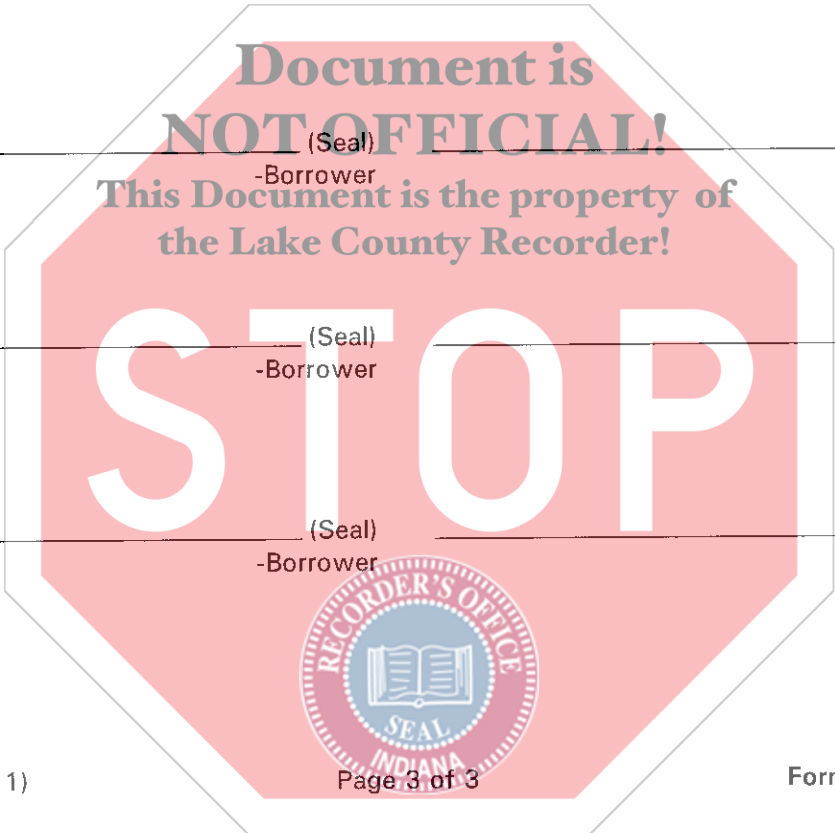 Document is
NOT OFFICIAL!
(Seal)
-Borrower
This Document is the property of
the Lake County Recorder!
STOP
(Seal)
-Borrower
(Seal)
-Borrower
RECORDER'S OFFICE
SEAL
INDIANA
1)
Page 3 of 3